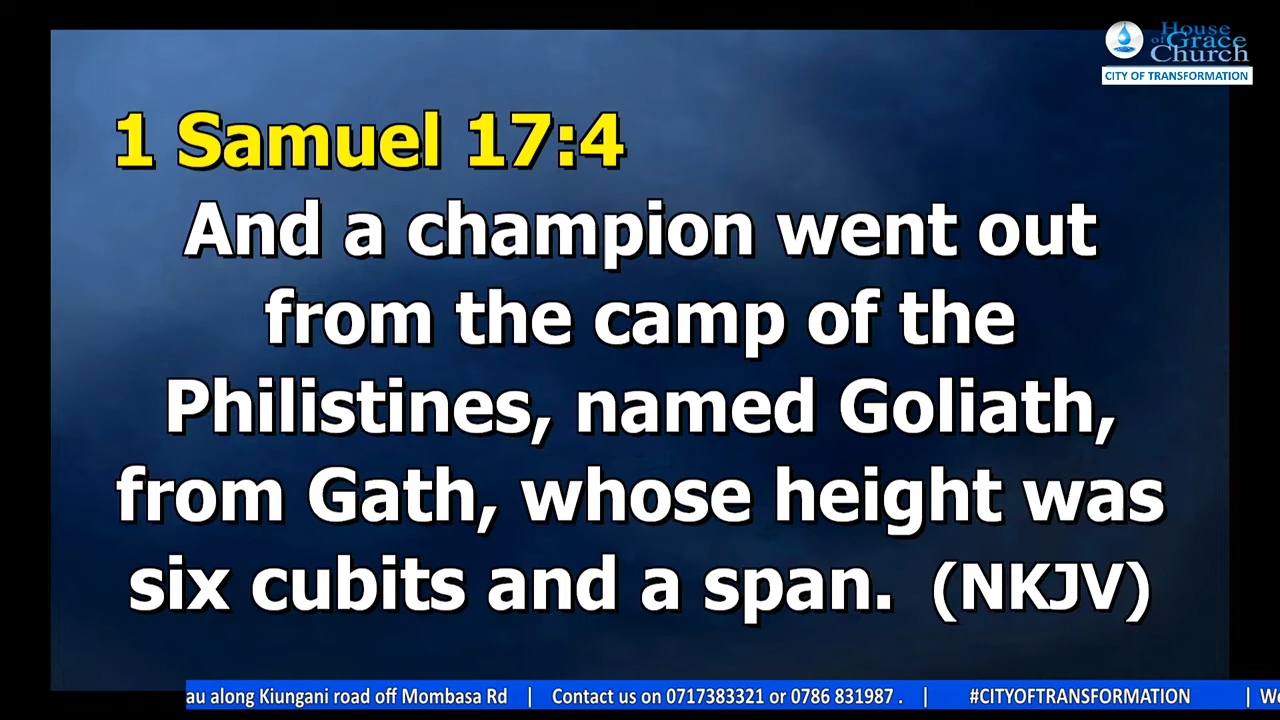 House
of Grace
Church
CITY OF TRANSFORMATION
1 Samuel 17:4
And a champion went out
from the camp of the
Philistines, named Goliath,
from Gath, whose height was
six cubits and a span. (NKJV)
au along Kiungani road off Mombasa Rd | Contact us on 0717383321 or 0786 831987 . | #CITYOFTRANSFORMATION |